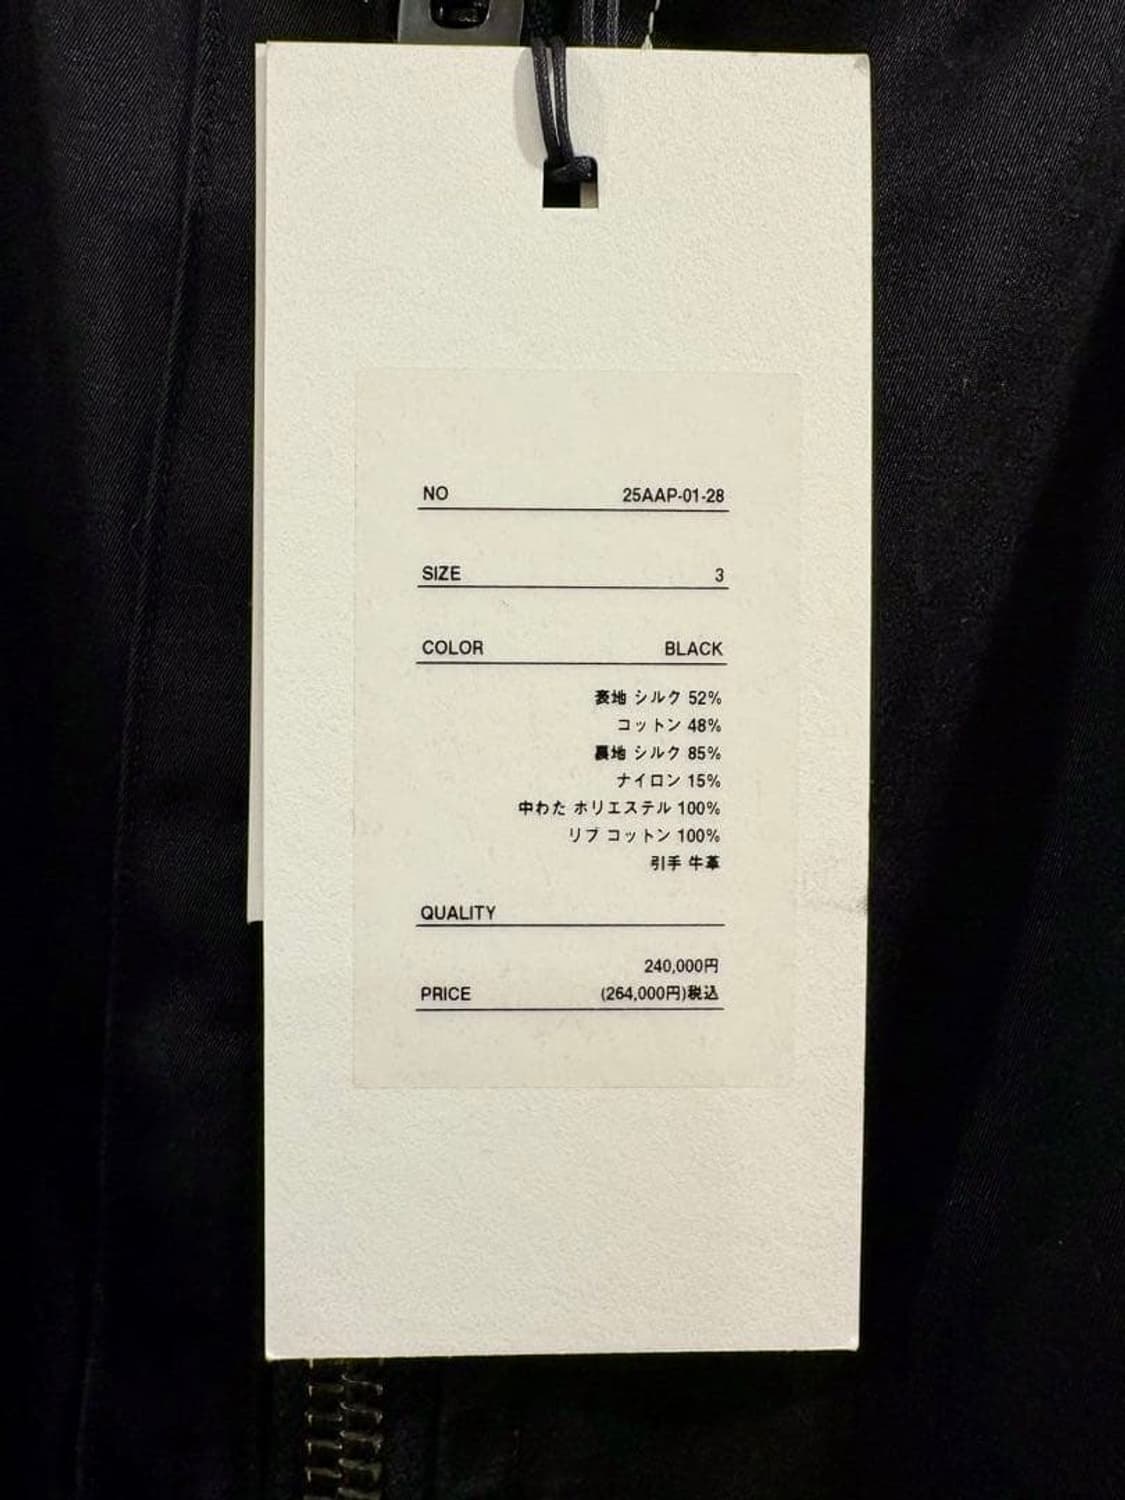 NO 25AAP-01-28
SIZE 3
COLOR BLACK
表地 シルク 52%
コットン 48%
裏地 シルク 85%
ナイロン 15%
中わた ポリエステル 100%
リブ コットン 100%
引手 牛革
QUALITY
240,000円
PRICE (264,000円)税込